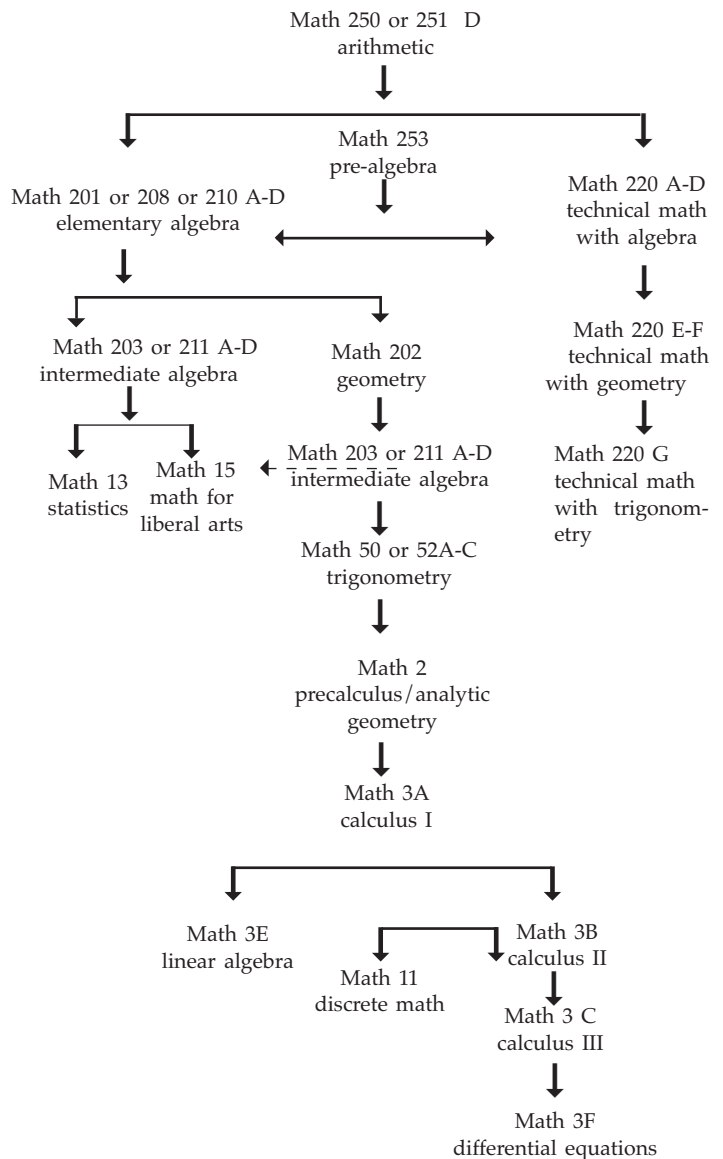 Math 250 or 251 D
arithmetic
Math 253
pre-algebra
Math 201 or 208 or 210 A-D
elementary algebra
Math 220 A-D
technical math
with algebra
Math 203 or 211 A-D
intermediate algebra
Math 202
geometry
Math 220 E-F
technical math
with geometry
Math 13
statistics
Math 15
math for
liberal arts
Math 203 or 211 A-D
intermediate algebra
Math 220 G
technical math
with trigonom-
etry
Math 50 or 52A-C
trigonometry
Math 2
precalculus/analytic
geometry
Math 3A
calculus I
Math 3E
linear algebra
Math 11
discrete math
Math 3B
calculus II
Math 3 C
calculus III
Math 3F
differential equations